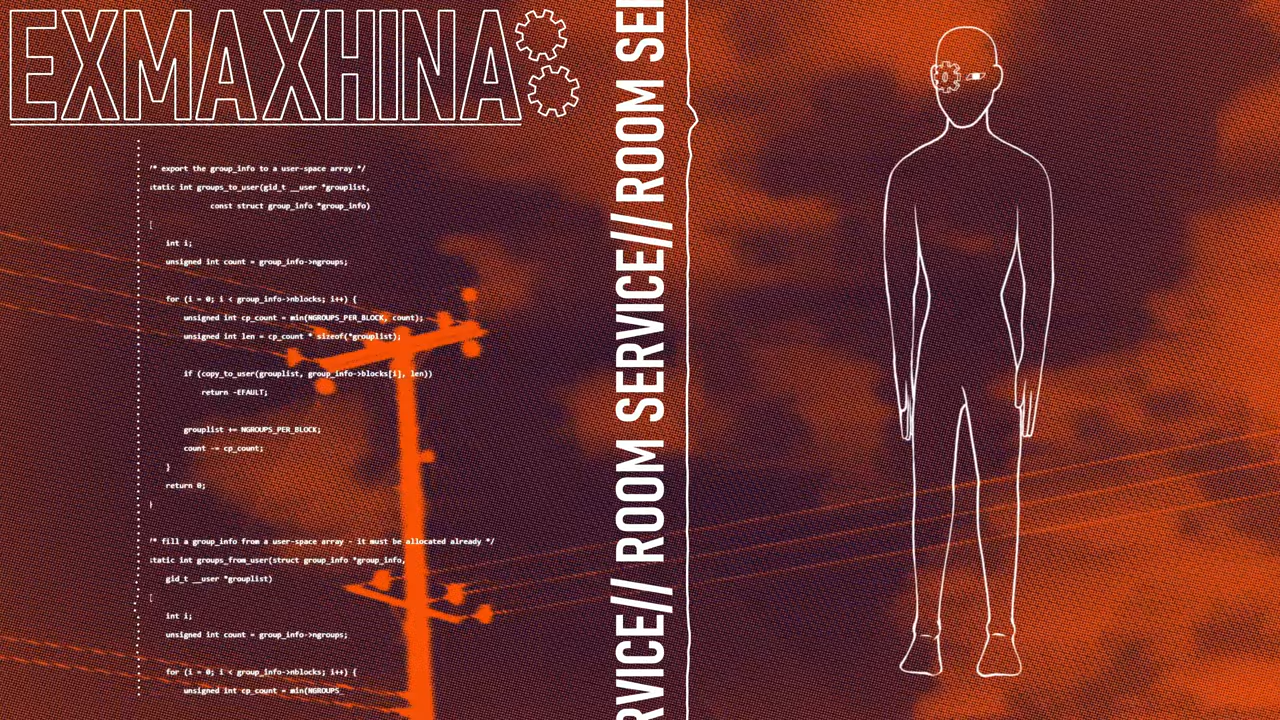 EXMAXHINA
/* export the group_info to a user-space array */
static int groups_to_user(gid_t __user *grouplist,
const struct group_info *group_info)
{
int i;
unsigned int count = group_info->ngroups;
for (i = 0; i < group_info->nblocks; i++) {
unsigned int cp_count = min(NGROUPS_PER_BLOCK, count);
unsigned int len = cp_count * sizeof(*grouplist);
if (copy_to_user(grouplist, group_info->blocks[i], len))
return -EFAULT;
grouplist += NGROUPS_PER_BLOCK;
count -= cp_count;
}
return 0;
}
/* fill a group_info from a user-space array - it must be allocated already */
static int groups_from_user(struct group_info *group_info,
gid_t __user *grouplist)
{
int i;
unsigned int count = group_info->ngroups;
for (i = 0; i < group_info->nblocks; i++) {
unsigned int cp_count = min(NGROUPS
RVICE// ROOM SERVICE// ROOM SERVICE//ROOM SEI